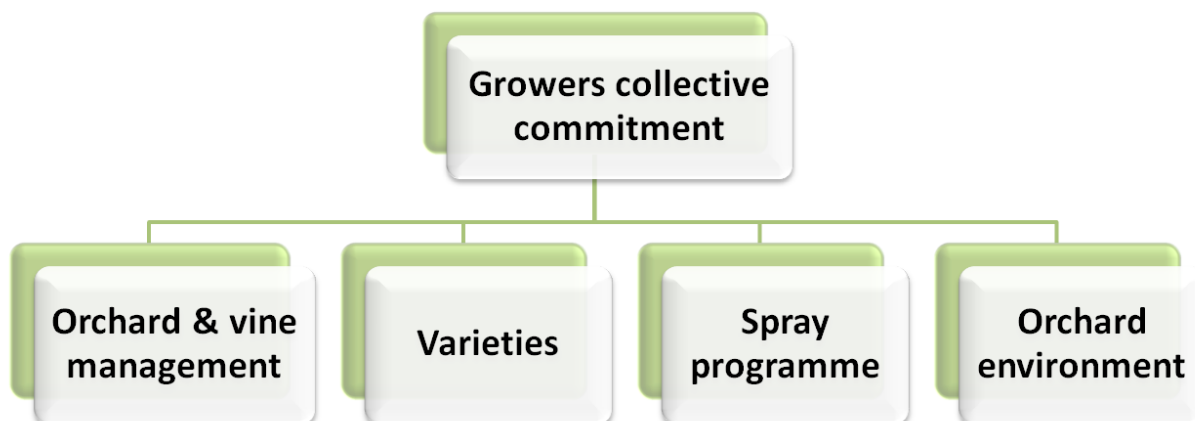 Growers collective
commitment
Orchard & vine
management
Varieties
Spray
programme
Orchard
environment